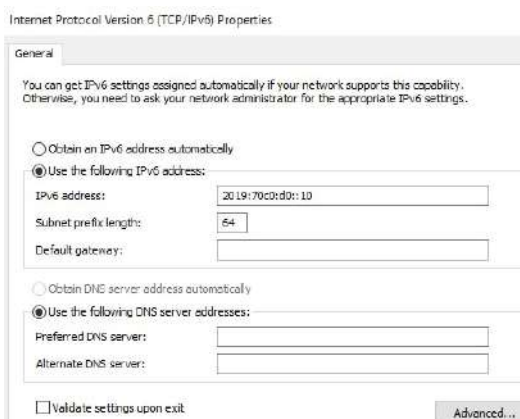 Internet Protocol Version 6 (TCP/IPv6) Properties
General
You can get IPv6 settings assigned automatically if your network supports this capability.
Otherwise, you need to ask your network administrator for the appropriate IPv6 settings.
Obtain an IPv6 address automatically
Use the following IPv6 address:
IPv6 address: 2019:70c0:d0::10
Subnet prefix length: 64
Default gateway:
Obtain DNS server address automatically
Use the following DNS server addresses:
Preferred DNS server:
Alternate DNS server:
Validate settings upon exit
Advanced...